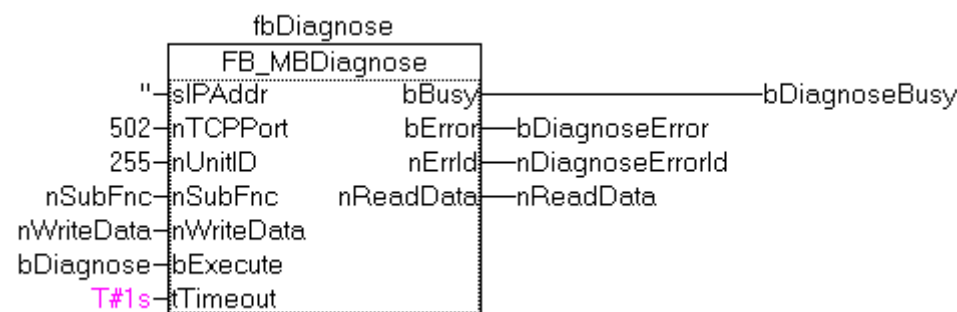 fbDiagnose
FB_MBDiagnose
''-sIPAddr bBusy bDiagnoseBusy
502 nTCPPort bError bDiagnoseError
255 nUnitID nErrId nDiagnoseErrorId
nSubFnc nSubFnc nReadData nReadData
nWriteData nWriteData
bDiagnose bExecute
T#1s tTimeout